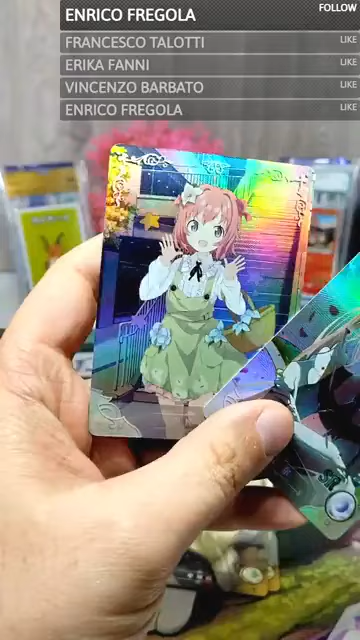 ENRICO FREGOLA FOLLOW
FRANCESCO TALOTTI LIKE
ERIKA FANNI LIKE
VINCENZO BARBATO LIKE
ENRICO FREGOLA LIKE